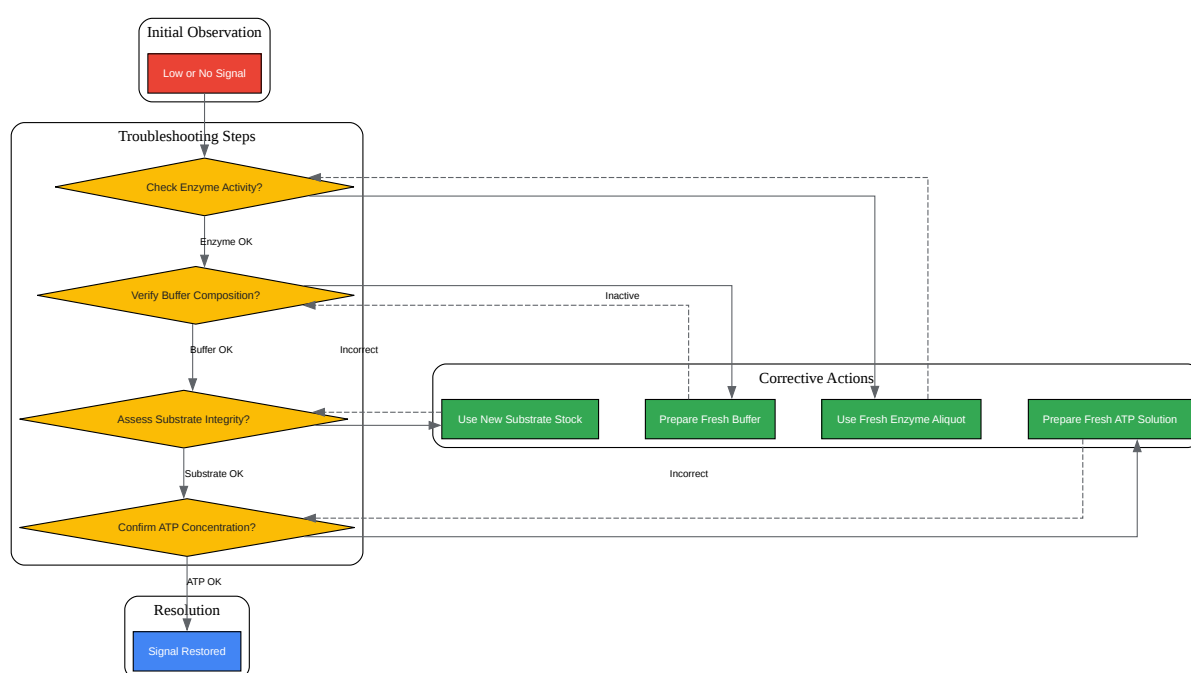 Initial Observation
Low or No Signal
Troubleshooting Steps
Check Enzyme Activity?
Enzyme OK
Verify Buffer Composition?
Inactive
Buffer OK
Incorrect
Corrective Actions
Assess Substrate Integrity?
Use New Substrate Stock
Prepare Fresh Buffer
Use Fresh Enzyme Aliquot
Prepare Fresh ATP Solution
Substrate OK
Incorrect
Confirm ATP Concentration?
ATP OK
Resolution
Signal Restored